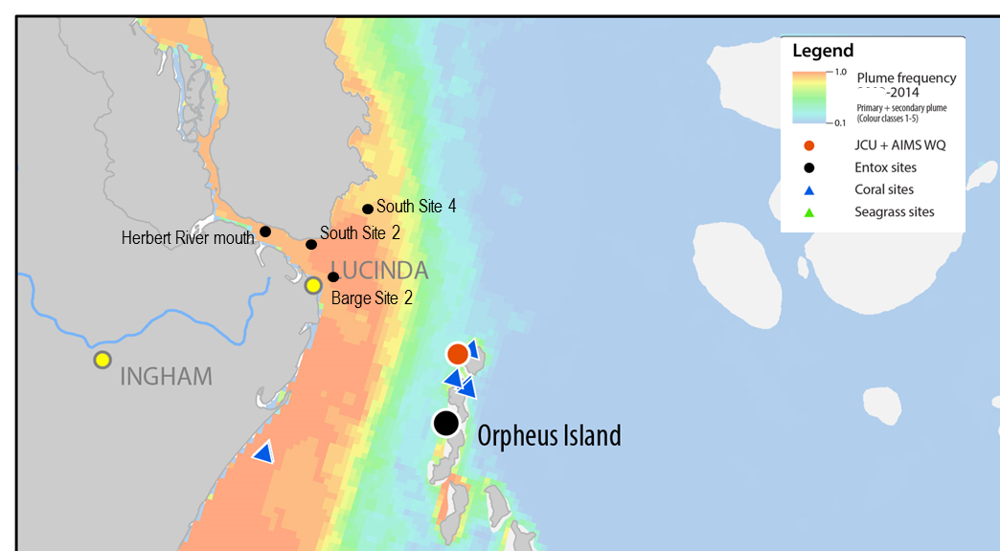 Legend
1.0
Plume frequency
-2014
Primary + secondary plume
(Colour classes 1-5)
0.1
JCU + AIMS WQ
Entox sites
Coral sites
Seagrass sites
South Site 4
South Site 2
Herbert River mouth
LUCINDA
Barge Site 2
INGHAM
Orpheus Island